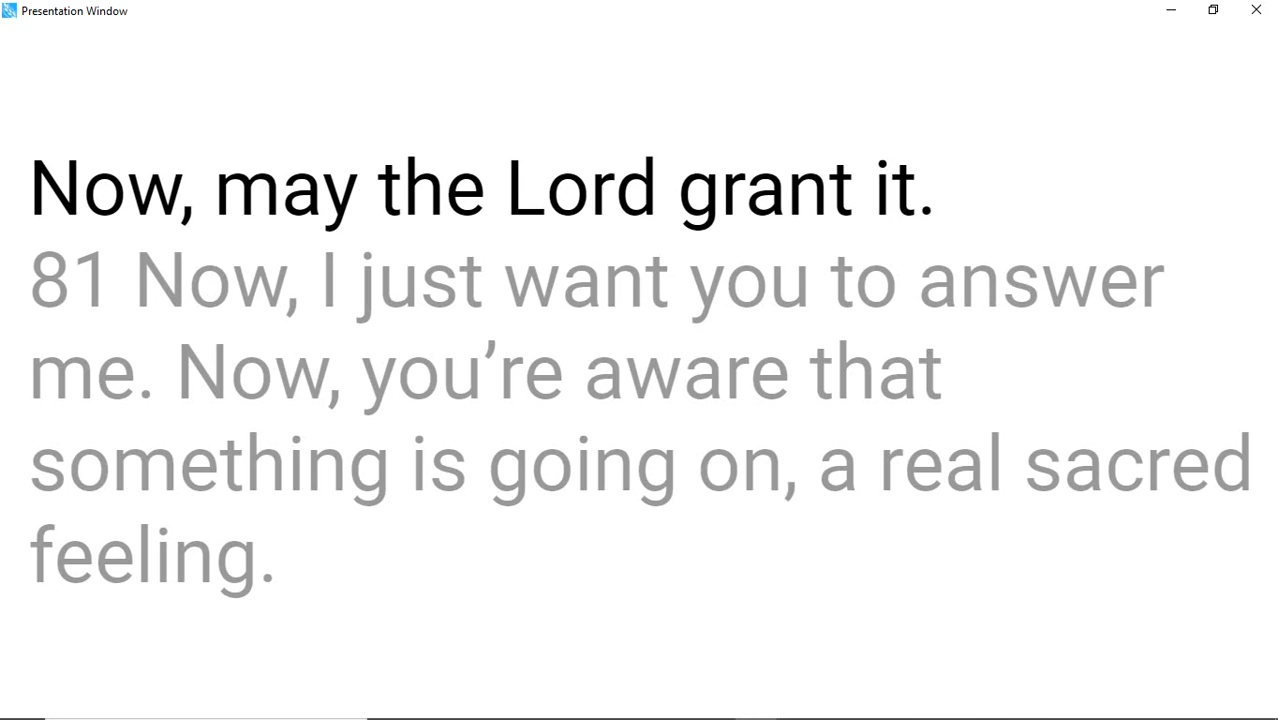 Presentation Window
Now, may the Lord grant it.
81 Now, I just want you to answer
me. Now, you’re aware that
something is going on, a real sacred
feeling.